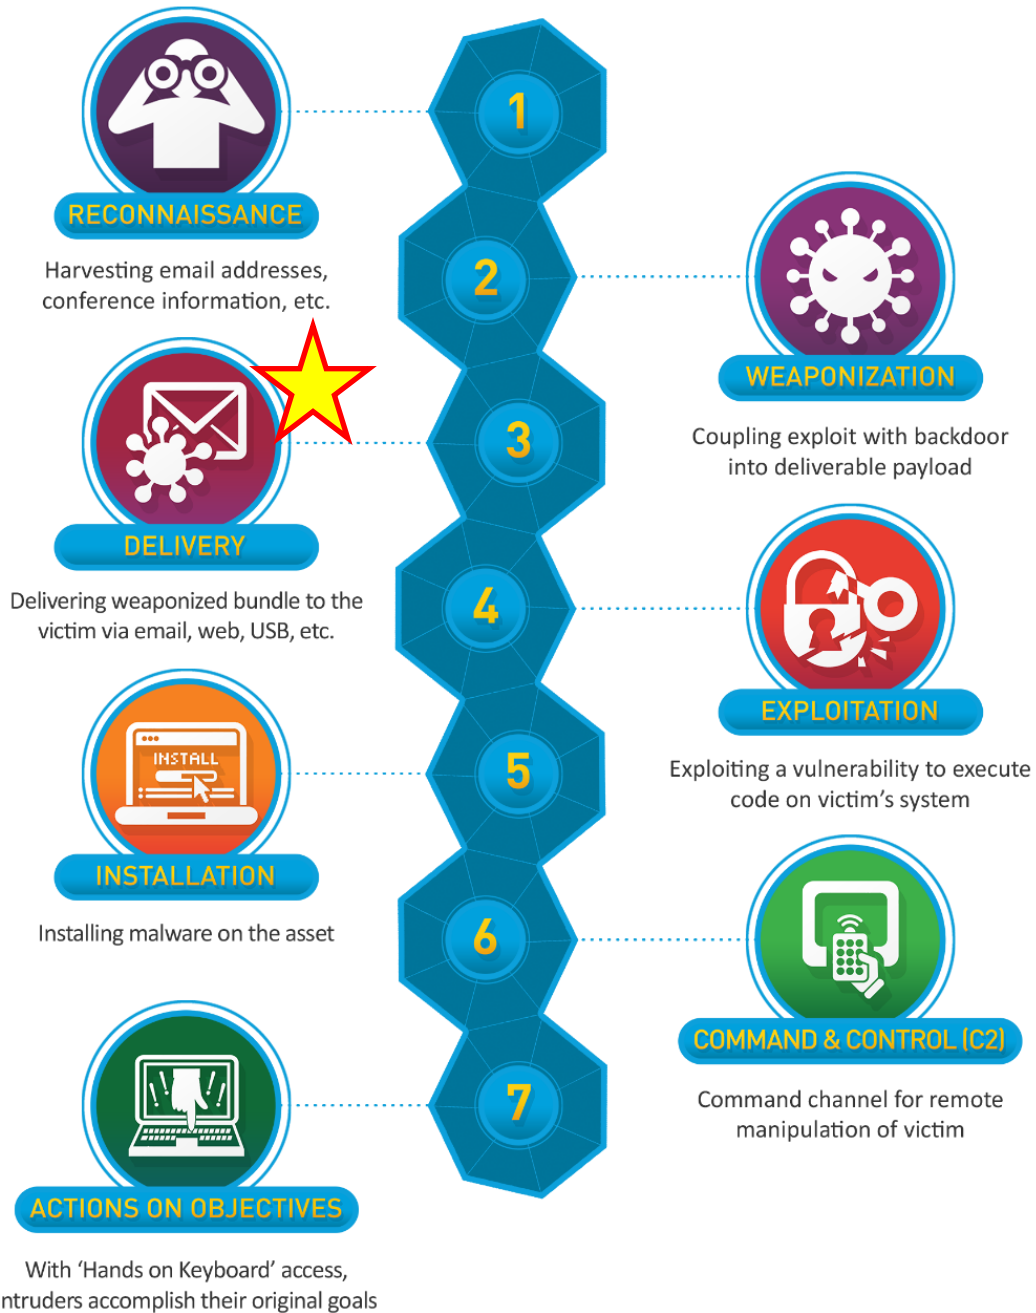 1
RECONNAISSANCE
Harvesting email addresses,
conference information, etc.
2
WEAPONIZATION
Coupling exploit with backdoor
into deliverable payload
3
DELIVERY
Delivering weaponized bundle to the
victim via email, web, USB, etc.
4
EXPLOITATION
Exploiting a vulnerability to execute
code on victim's system
5
INSTALL
INSTALLATION
Installing malware on the asset
6
COMMAND & CONTROL (C2)
Command channel for remote
manipulation of victim
7
ACTIONS ON OBJECTIVES
With ‘Hands on Keyboard’ access,
ntruders accomplish their original goals